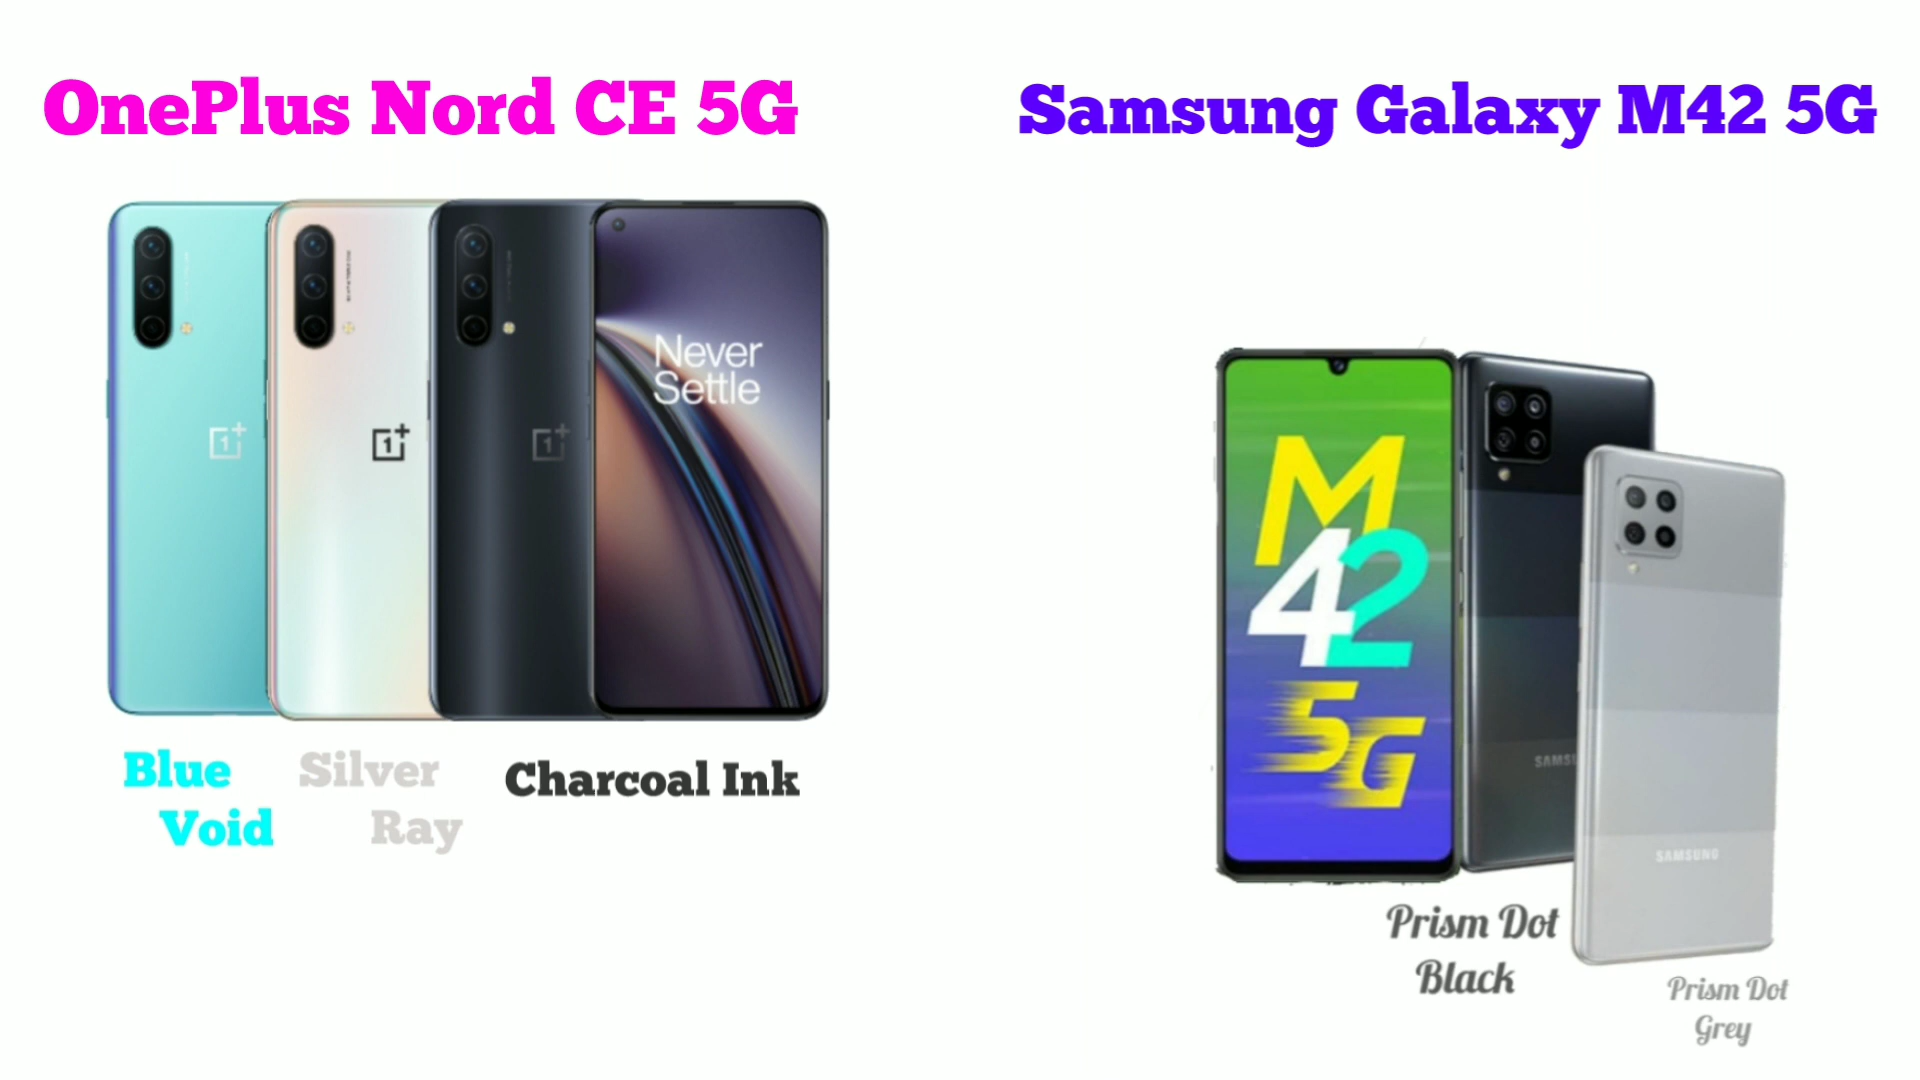 OnePlus Nord CE 5G
Never
Settle
Blue
Void
Silver
Ray
Charcoal Ink
Samsung Galaxy M42 5G
M
42
5G
SAMSU
SAMSUNG
Prism Dot
Black
Prism Dot
Grey